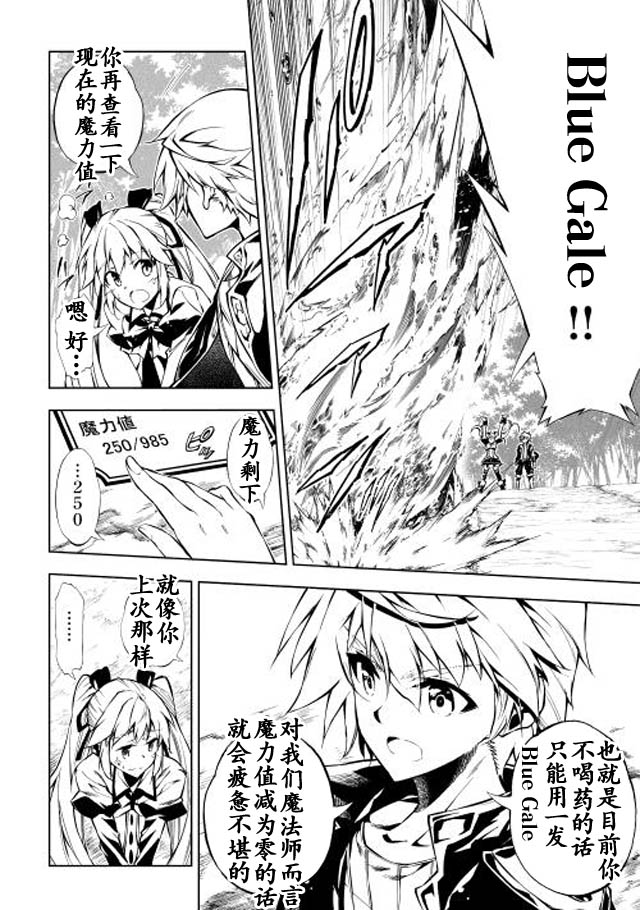 Blue Gale !!
你再查看一下
现在的魔力值
嗯好…
魔力値
250/985
ピロッ
魔力剩下
…250
也就是目前你
不喝药的话
只能用一发
Blue Gale
对我们魔法师而言
魔力值减为零的话
就会疲惫不堪的
就像你
上次那样
……